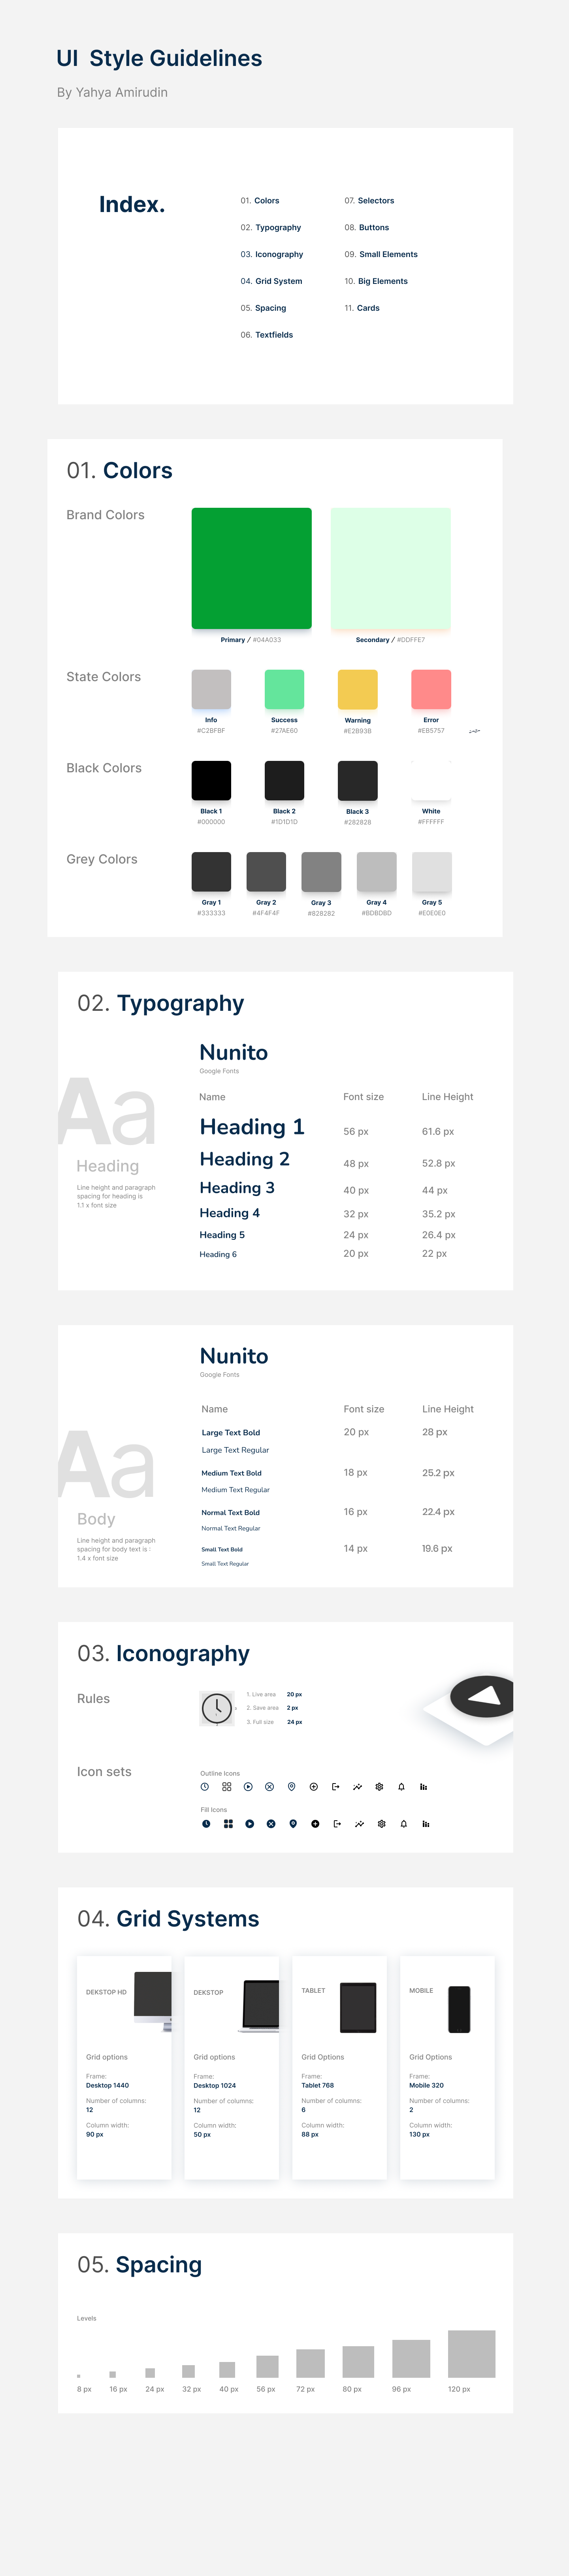 UI Style Guidelines
By Yahya Amirudin
Index.
01. Colors
02. Typography
03. Iconography
04. Grid System
05. Spacing
06. Textfields
07. Selectors
08. Buttons
09. Small Elements
10. Big Elements
11. Cards
01. Colors
Brand Colors
Primary / #04A033
Secondary / #DDFFE7
State Colors
Info
#C2BFBF
Success
#27AE60
Warning
#E2B93B
Error
#EB5757
Black Colors
Black 1
#000000
Black 2
#1D1D1D
Black 3
#282828
White
#FFFFFF
Grey Colors
Gray 1
#333333
Gray 2
#4F4F4F
Gray 3
#828282
Gray 4
#BDBDBD
Gray 5
#E0E0E0
02. Typography
Aa
Heading
Line height and paragraph
spacing for heading is
1.1 x font size
Nunito
Google Fonts
Name Font size Line Height
Heading 1 56 px 61.6 px
Heading 2 48 px 52.8 px
Heading 3 40 px 44 px
Heading 4 32 px 35.2 px
Heading 5 24 px 26.4 px
Heading 6 20 px 22 px
Aa
Body
Line height and paragraph
spacing for body text is :
1.4 x font size
Nunito
Google Fonts
Name Font size Line Height
Large Text Bold 20 px 28 px
Large Text Regular
Medium Text Bold 18 px 25.2 px
Medium Text Regular
Normal Text Bold 16 px 22.4 px
Normal Text Regular
Small Text Bold 14 px 19.6 px
Small Text Regular
03. Iconography
Rules
1. Live area 20 px
2. Save area 2 px
3. Full size 24 px
Icon sets
Outline Icons
Fill Icons
04. Grid Systems
DEKSTOP HD
Grid options
Frame:
Desktop 1440
Number of columns:
12
Column width:
90 px
DEKSTOP
Grid options
Frame:
Desktop 1024
Number of columns:
12
Column width:
50 px
TABLET
Grid Options
Frame:
Tablet 768
Number of columns:
6
Column width:
88 px
MOBILE
Grid Options
Frame:
Mobile 320
Number of columns:
2
Column width:
130 px
05. Spacing
Levels
8 px 16 px 24 px 32 px 40 px 56 px 72 px 80 px 96 px 120 px